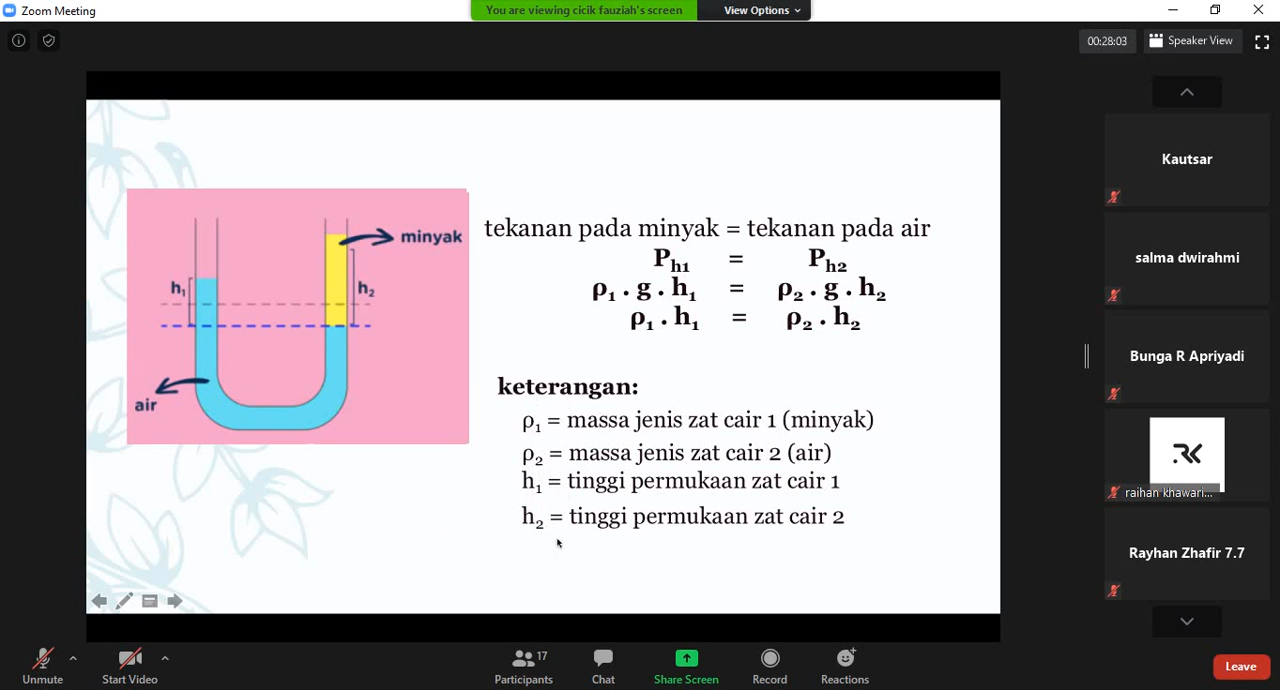 Zoom Meeting
You are viewing cicik fauziah's screen
View Options
00:28:03
Speaker View
minyak
h₁
h₂
air
tekanan pada minyak = tekanan pada air
Pₕ₁ = Pₕ₂
ρ₁ . g . h₁ = ρ₂ . g . h₂
ρ₁ . h₁ = ρ₂ . h₂
keterangan:
ρ₁ = massa jenis zat cair 1 (minyak)
ρ₂ = massa jenis zat cair 2 (air)
h₁ = tinggi permukaan zat cair 1
h₂ = tinggi permukaan zat cair 2
Kautsar
salma dwirahmi
Bunga R Apriyadi
.RK
raihan khawari...
Rayhan Zhafir 7.7
Unmute
Start Video
17
Participants
Chat
Share Screen
Record
Reactions
Leave